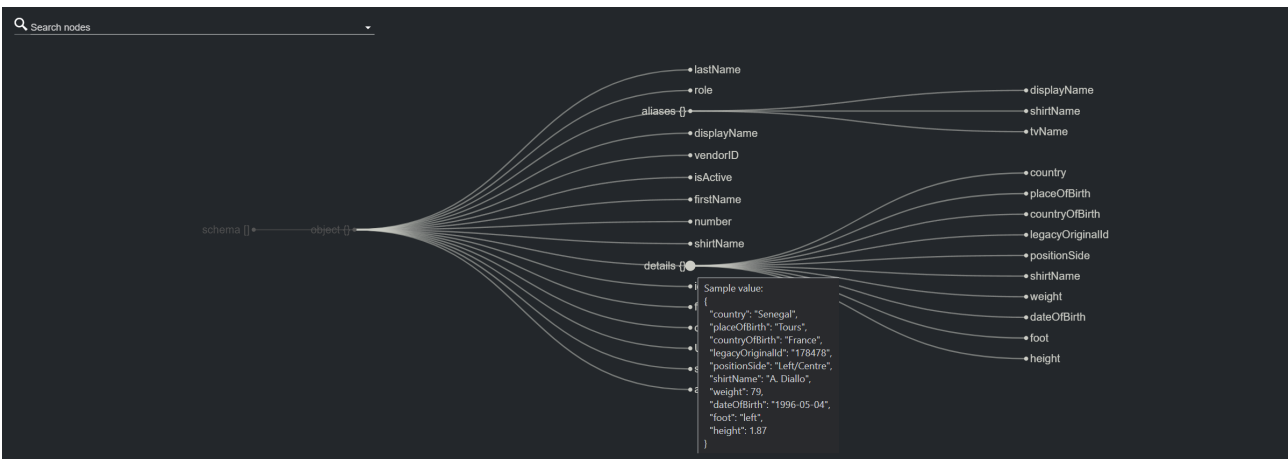 Search nodes
schema []
object {}
lastName
role
aliases {}
displayName
vendorID
isActive
firstName
number
shirtName
details {}
displayName
shirtName
tvName
country
placeOfBirth
countryOfBirth
legacyOriginalId
positionSide
shirtName
weight
dateOfBirth
foot
height
Sample value:
{
"country": "Senegal",
"placeOfBirth": "Tours",
"countryOfBirth": "France",
"legacyOriginalId": "178478",
"positionSide": "Left/Centre",
"shirtName": "A. Diallo",
"weight": 79,
"dateOfBirth": "1996-05-04",
"foot": "left",
"height": 1.87
}